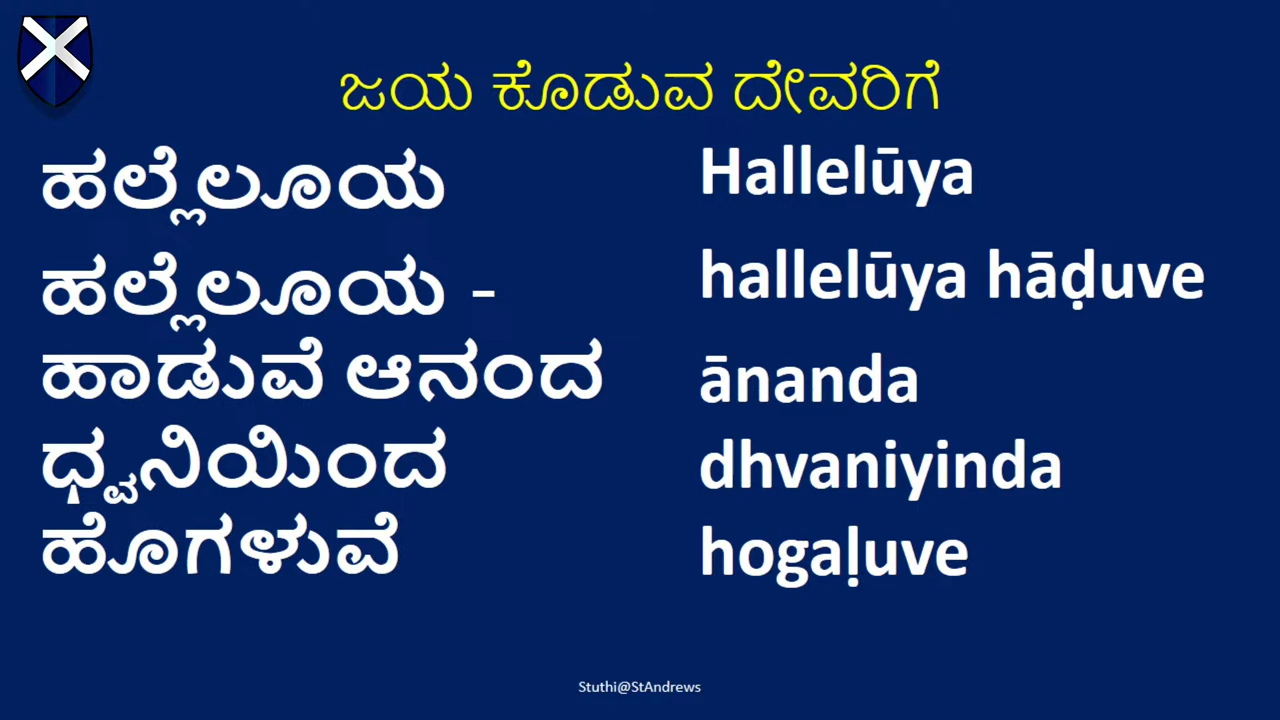 ಜಯ ಕೊಡುವ ದೇವರಿಗೆ
ಹಲ್ಲೆಲೂಯ
ಹಲ್ಲೆಲೂಯ -
ಹಾಡುವೆ ಆನಂದ
ಧ್ವನಿಯಿಂದ
ಹೊಗಳುವೆ
Hallelūya
hallelūya hāḍuve
ānanda
dhvaniyinda
hogaḷuve
Stuthi@StAndrews